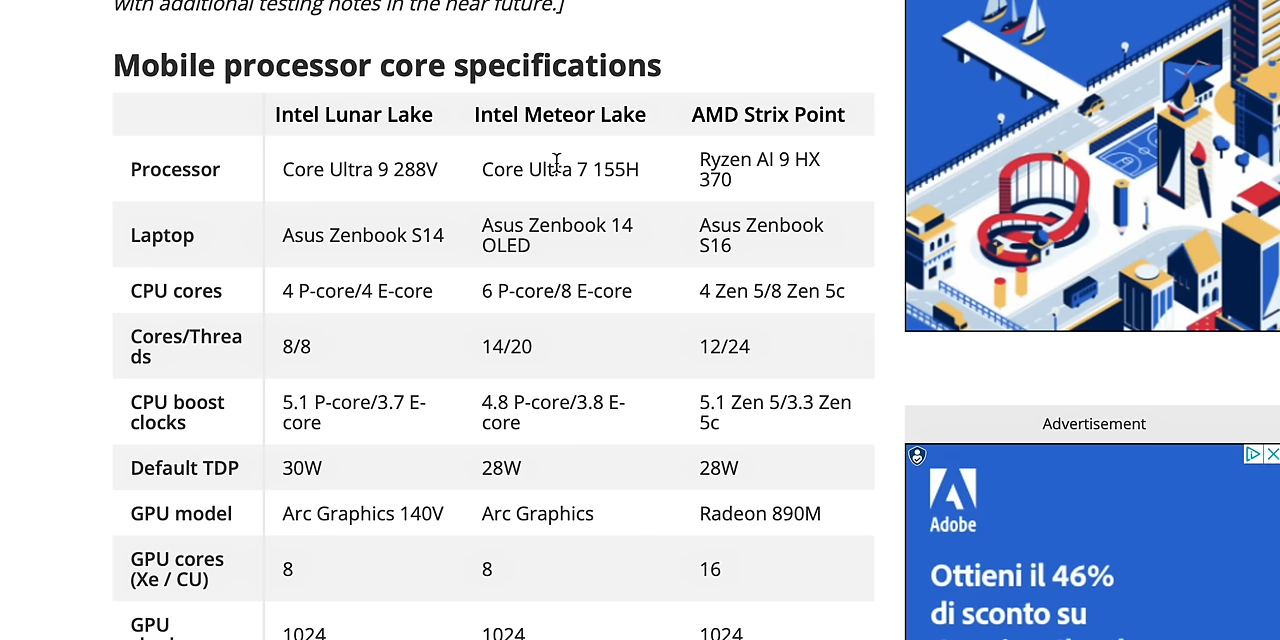 with additional testing notes in the near future.]
Mobile processor core specifications
Intel Lunar Lake Intel Meteor Lake AMD Strix Point
Processor Core Ultra 9 288V Core Ultra 7 155H Ryzen AI 9 HX
370
Laptop Asus Zenbook S14 Asus Zenbook 14
OLED Asus Zenbook
S16
CPU cores 4 P-core/4 E-core 6 P-core/8 E-core 4 Zen 5/8 Zen 5c
Cores/Threa
ds 8/8 14/20 12/24
CPU boost
clocks 5.1 P-core/3.7 E-
core 4.8 P-core/3.8 E-
core 5.1 Zen 5/3.3 Zen
5c
Default TDP 30W 28W 28W
GPU model Arc Graphics 140V Arc Graphics Radeon 890M
GPU cores
(Xe / CU) 8 8 16
GPU
1024 1024 1024
Advertisement
Adobe
Ottieni il 46%
di sconto su